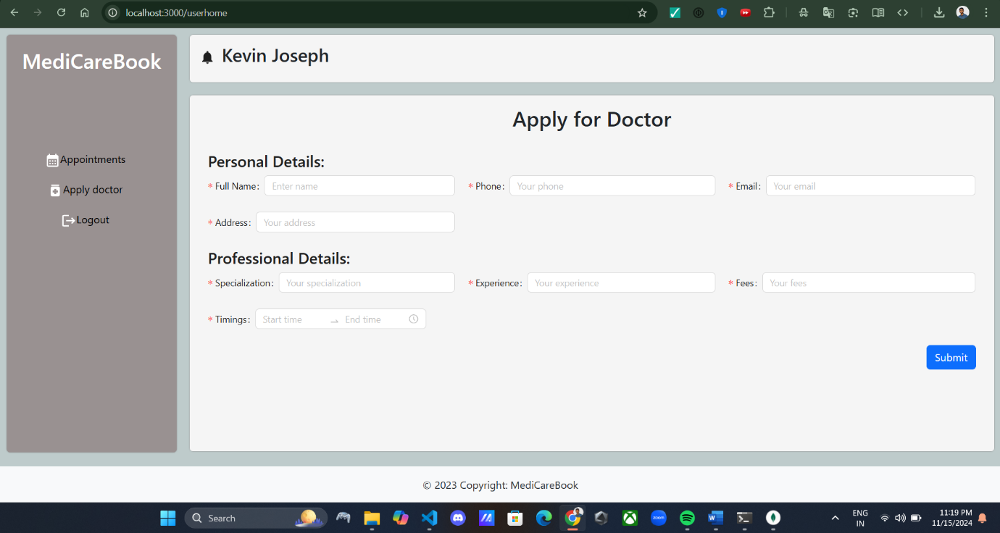 localhost:3000/userhome
MediCareBook
Kevin Joseph
Appointments
Apply doctor
Logout
Apply for Doctor
Personal Details:
* Full Name: Enter name * Phone: Your phone * Email: Your email
* Address: Your address
Professional Details:
* Specialization: Your specialization * Experience: Your experience * Fees: Your fees
* Timings: Start time → End time
Submit
© 2023 Copyright: MediCareBook
Search
zoom
ENG
IN
11:19 PM
11/15/2024